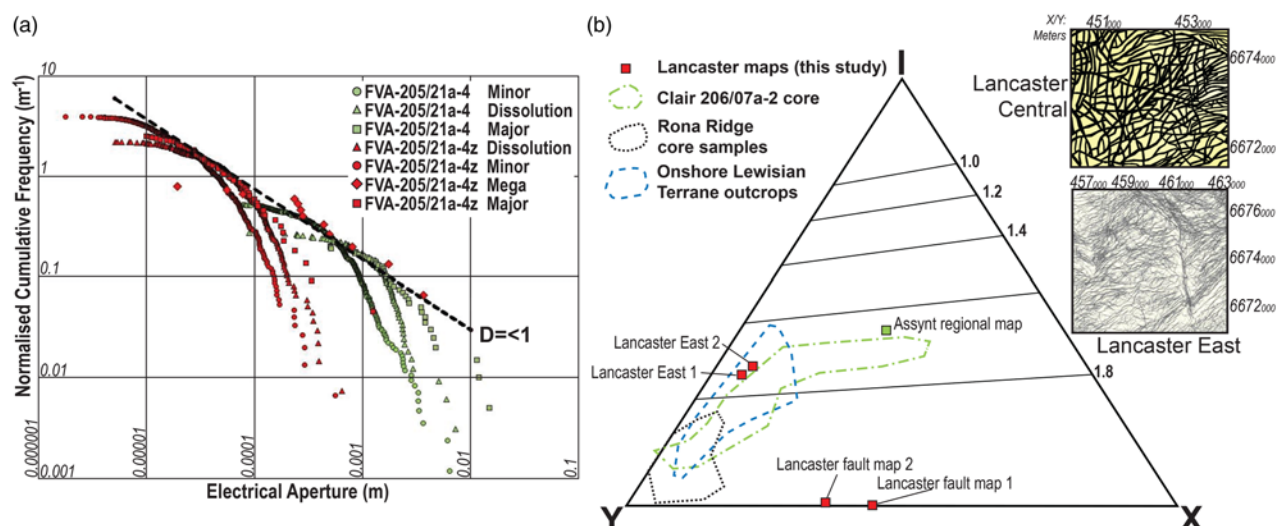 (a)
Normalised Cumulative Frequency (m⁻¹)
10
1
0.1
0.01
0.001
0.000001
0.00001
0.0001
0.001
0.01
0.1
Electrical Aperture (m)
FVA-205/21a-4 Minor
FVA-205/21a-4 Dissolution
FVA-205/21a-4 Major
FVA-205/21a-4z Dissolution
FVA-205/21a-4z Minor
FVA-205/21a-4z Mega
FVA-205/21a-4z Major
D=<1
(b)
Lancaster maps (this study)
Clair 206/07a-2 core
Rona Ridge
core samples
Onshore Lewisian
Terrane outcrops
I
1.0
1.2
1.4
1.8
Assynt regional map
Lancaster East 2
Lancaster East 1
Lancaster fault map 2
Lancaster fault map 1
Y
X
X/Y:
Meters
451000
453000
6674000
6672000
Lancaster
Central
457000
459000
461000
463000
6676000
6674000
6672000
Lancaster East